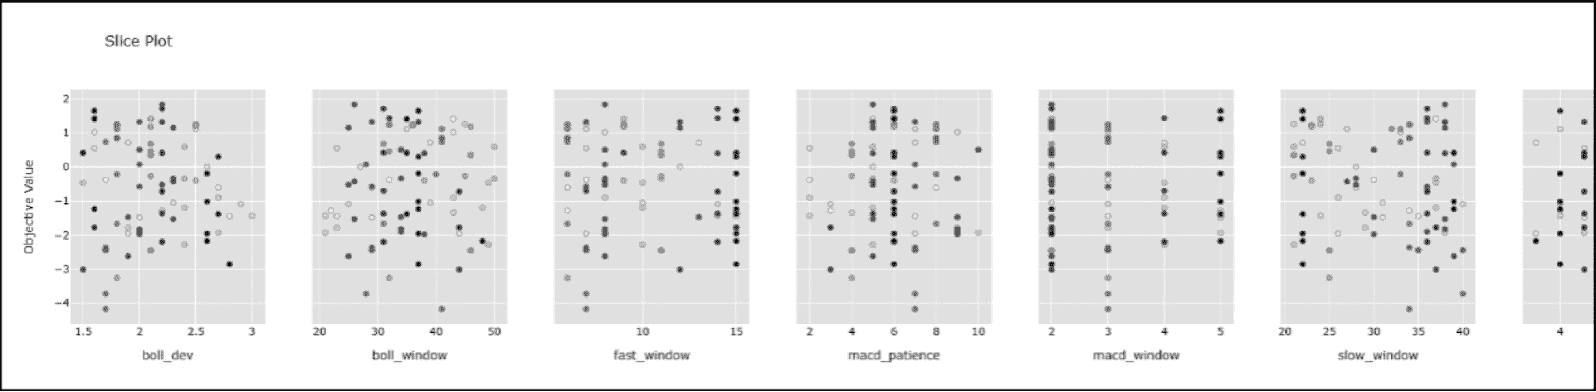 Slice Plot
Objective Value
2
1
0
−1
−2
−3
−4
1.5 2 2.5 3
boll_dev
20 30 40 50
boll_window
10 15
fast_window
2 4 6 8 10
macd_patience
2 3 4 5
macd_window
20 25 30 35 40
slow_window
4